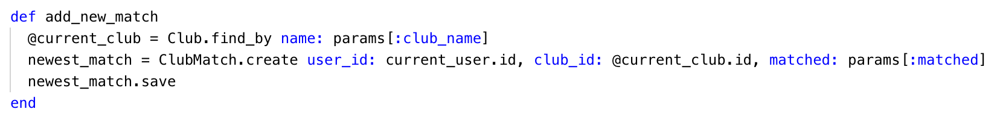 def add_new_match
  @current_club = Club.find_by name: params[:club_name]
  newest_match = ClubMatch.create user_id: current_user.id, club_id: @current_club.id, matched: params[:matched]
  newest_match.save
end